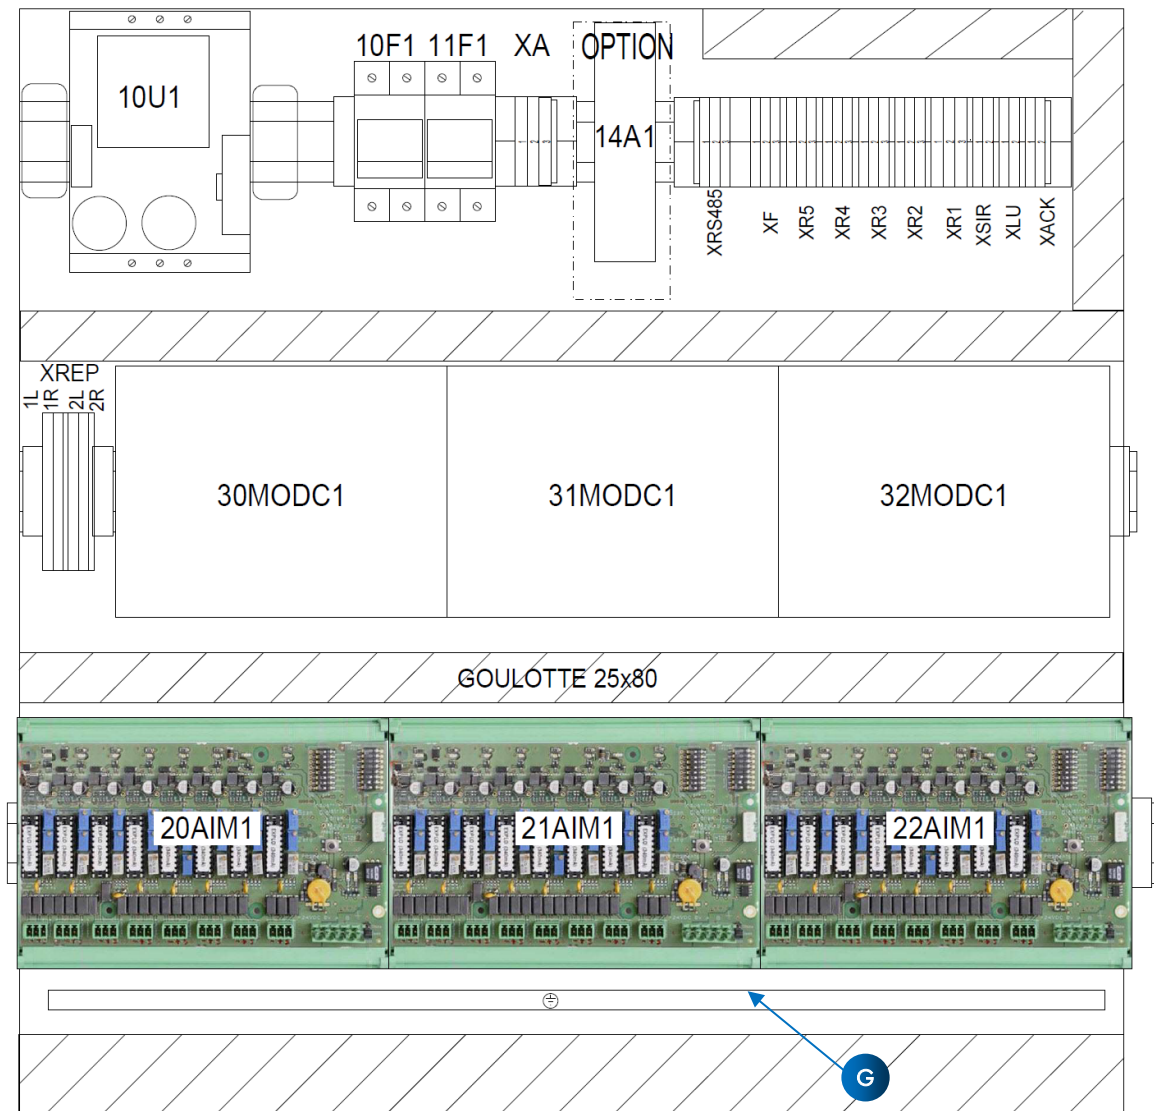 10F1 11F1 XA OPTION
10U1
14A1
XRS485 XF XR5 XR4 XR3 XR2 XR1 XSIR XLU XACK
XREP
1L 1R 2L 2R
30MODC1 31MODC1 32MODC1
GOULOTTE 25x80
20AIM1 21AIM1 22AIM1
G